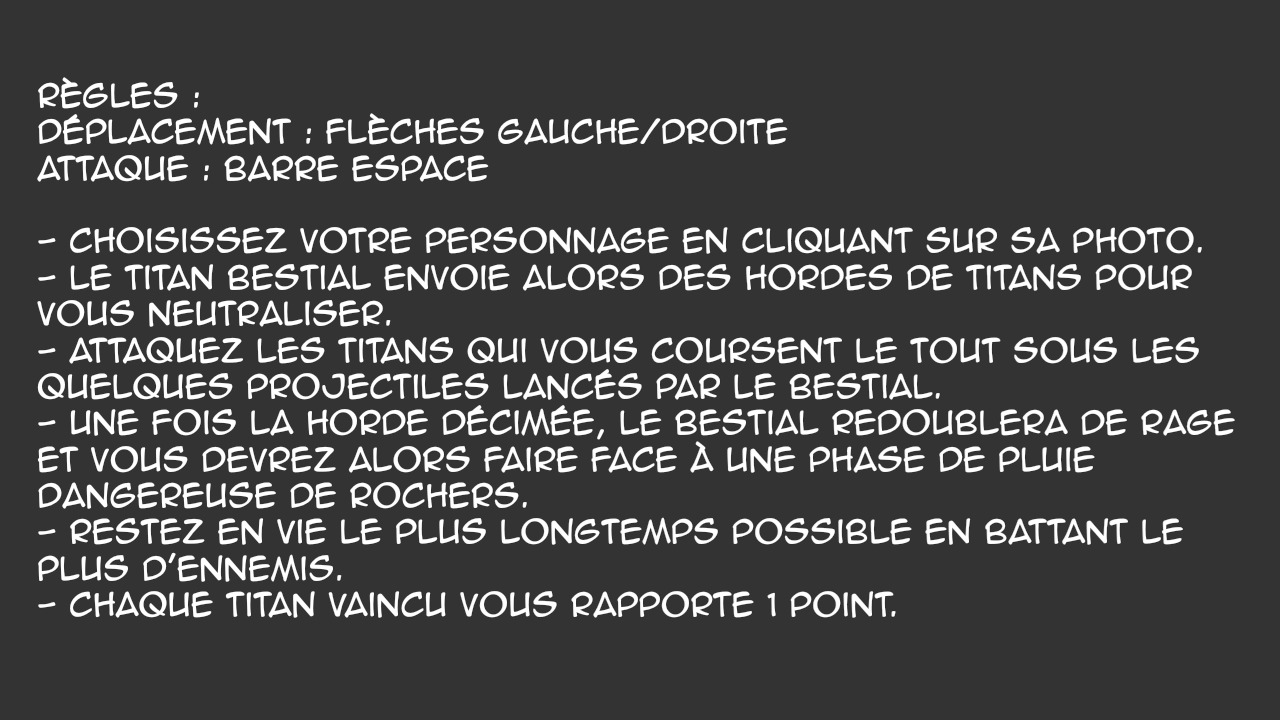 RÈGLES :
DÉPLACEMENT : FLÈCHES GAUCHE/DROITE
ATTAQUE : BARRE ESPACE
- CHOISISSEZ VOTRE PERSONNAGE EN CLIQUANT SUR SA PHOTO.
- LE TITAN BESTIAL ENVOIE ALORS DES HORDES DE TITANS POUR
VOUS NEUTRALISER.
- ATTAQUEZ LES TITANS QUI VOUS COURSENT LE TOUT SOUS LES
QUELQUES PROJECTILES LANCÉS PAR LE BESTIAL.
- UNE FOIS LA HORDE DÉCIMÉE, LE BESTIAL REDOUBLERA DE RAGE
ET VOUS DEVREZ ALORS FAIRE FACE À UNE PHASE DE PLUIE
DANGEREUSE DE ROCHERS.
- RESTEZ EN VIE LE PLUS LONGTEMPS POSSIBLE EN BATTANT LE
PLUS D'ENNEMIS.
- CHAQUE TITAN VAINCU VOUS RAPPORTE 1 POINT.